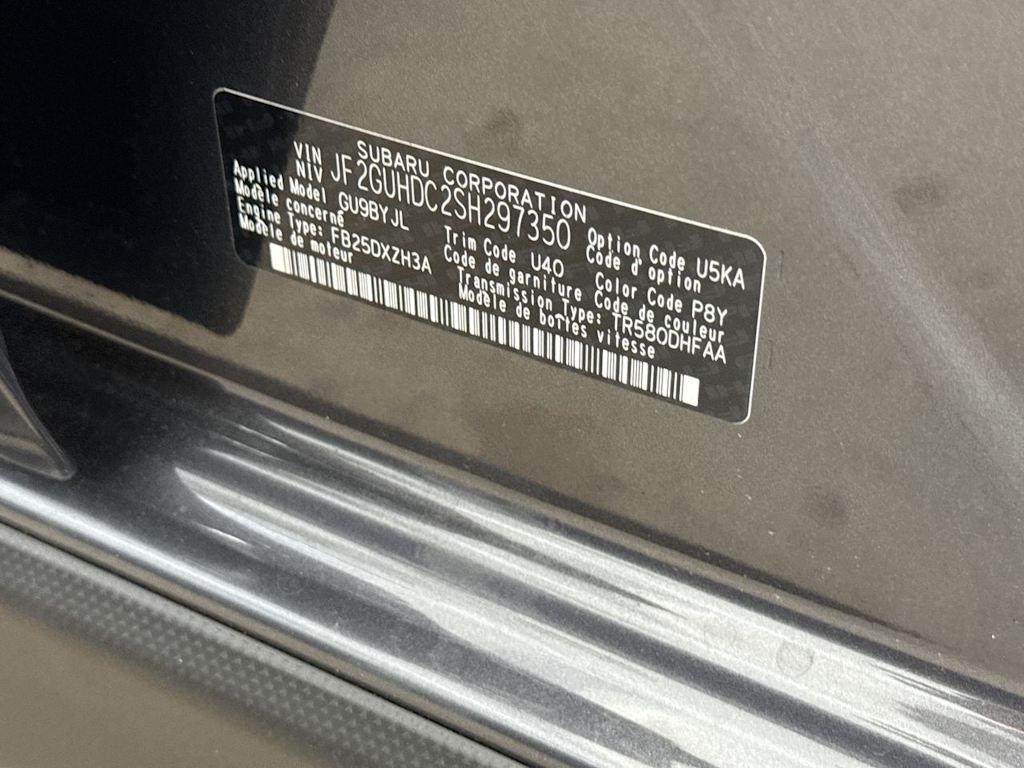 SUBARU CORPORATION
VIN
NIV JF2GUHDC2SH297350
Applied Model GU9BYJL
Modèle concerné
Engine Type: FB25DXZH3A
Modèle de moteur
Trim Code U40
Code de garniture
Option Code U5KA
Code d'option
Color Code P8Y
Code de couleur
Transmission Type: TR580DHFAA
Modèle de boîtes vitesse